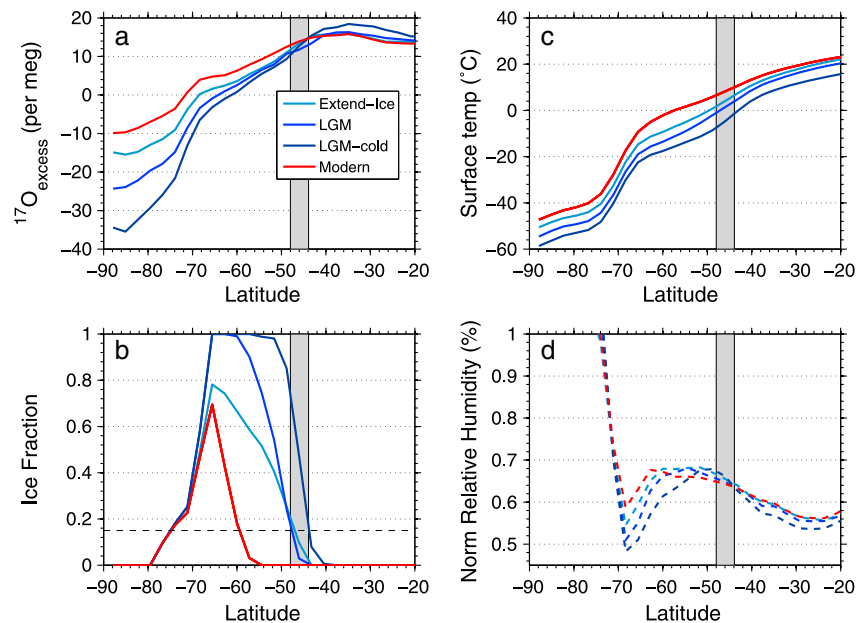 a
17Oexcess (per meg)
20
10
0
−10
−20
−30
−40
Extend−Ice
LGM
LGM−cold
Modern
−90 −80 −70 −60 −50 −40 −30 −20
Latitude
c
Surface temp (˚C)
40
20
0
−20
−40
−60
−90 −80 −70 −60 −50 −40 −30 −20
Latitude
b
Ice Fraction
1
0.8
0.6
0.4
0.2
0
−90 −80 −70 −60 −50 −40 −30 −20
Latitude
d
Norm Relative Humidity (%)
1
0.9
0.8
0.7
0.6
0.5
−90 −80 −70 −60 −50 −40 −30 −20
Latitude